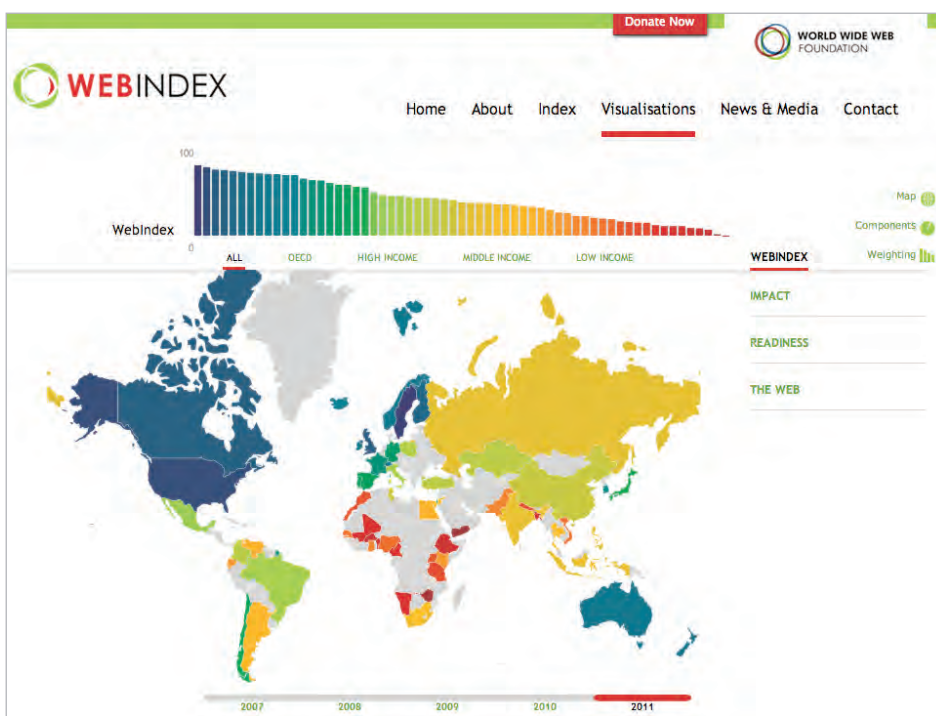 Donate Now
WORLD WIDE WEB
FOUNDATION
WEBINDEX
Home About Index Visualisations News & Media Contact
100
Map
Components
WebIndex
0
ALL OECD HIGH INCOME MIDDLE INCOME LOW INCOME
WEBINDEX
Weighting
IMPACT
READINESS
THE WEB
2007 2008 2009 2010 2011